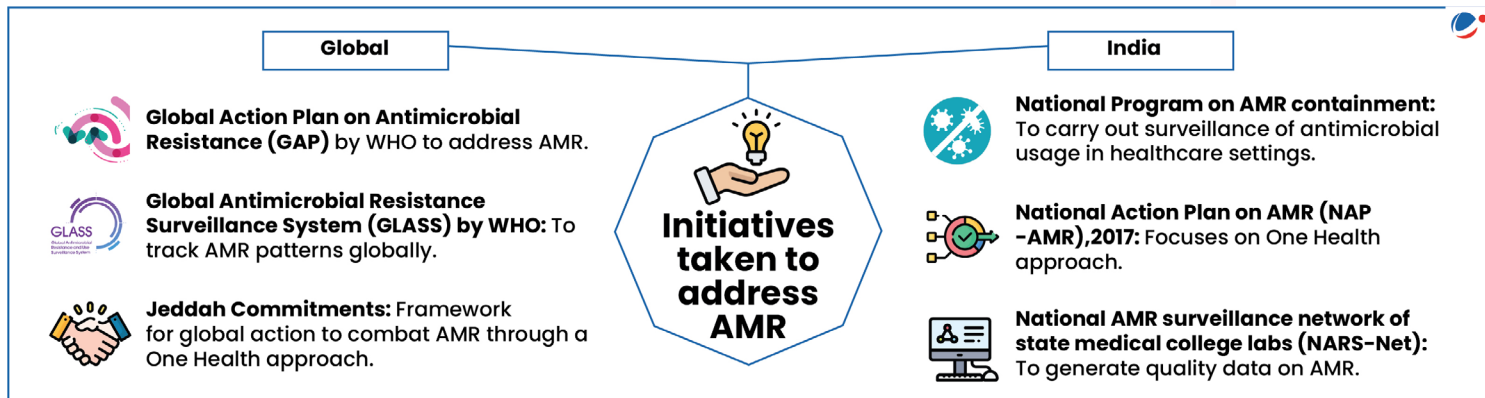 Global
India
Global Action Plan on Antimicrobial
Resistance (GAP) by WHO to address AMR.
GLASS
Global Antimicrobial Resistance
Surveillance System (GLASS) by WHO: To
track AMR patterns globally.
Jeddah Commitments: Framework
for global action to combat AMR through a
One Health approach.
Initiatives
taken to
address
AMR
National Program on AMR containment:
To carry out surveillance of antimicrobial
usage in healthcare settings.
National Action Plan on AMR (NAP
-AMR),2017: Focuses on One Health
approach.
National AMR surveillance network of
state medical college labs (NARS-Net):
To generate quality data on AMR.